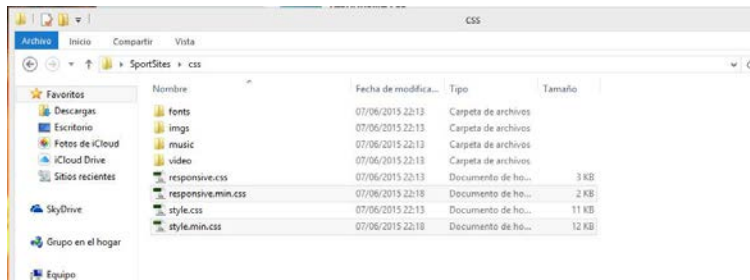 css
Archivo Inicio Compartir Vista
SportSites css
Nombre Fecha de modifica... Tipo Tamaño
Favoritos
Descargas
Escritorio
Fotos de iCloud
iCloud Drive
Sitios recientes
SkyDrive
Grupo en el hogar
Equipo
fonts 07/06/2015 22:13 Carpeta de archivos
imgs 07/06/2015 22:13 Carpeta de archivos
music 07/06/2015 22:13 Carpeta de archivos
video 07/06/2015 22:13 Carpeta de archivos
responsive.css 07/06/2015 22:13 Documento de ho... 3 KB
responsive.min.css 07/06/2015 22:18 Documento de ho... 2 KB
style.css 07/06/2015 22:13 Documento de ho... 11 KB
style.min.css 07/06/2015 22:18 Documento de ho... 12 KB